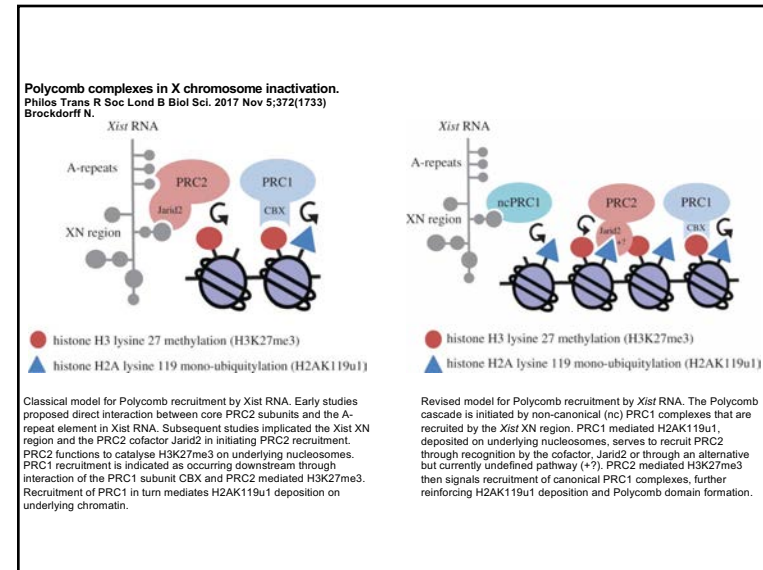 Polycomb complexes in X chromosome inactivation.
Philos Trans R Soc Lond B Biol Sci. 2017 Nov 5;372(1733)
Brockdorff N.
Xist RNA
A-repeats
PRC2
PRC1
Jarid2
CBX
XN region
histone H3 lysine 27 methylation (H3K27me3)
histone H2A lysine 119 mono-ubiquitylation (H2AK119u1)
Classical model for Polycomb recruitment by Xist RNA. Early studies
proposed direct interaction between core PRC2 subunits and the A-
repeat element in Xist RNA. Subsequent studies implicated the Xist XN
region and the PRC2 cofactor Jarid2 in initiating PRC2 recruitment.
PRC2 functions to catalyse H3K27me3 on underlying nucleosomes.
PRC1 recruitment is indicated as occurring downstream through
interaction of the PRC1 subunit CBX and PRC2 mediated H3K27me3.
Recruitment of PRC1 in turn mediates H2AK119u1 deposition on
underlying chromatin.
Xist RNA
A-repeats
ncPRC1
PRC2
PRC1
XN region
Jarid2
+?
CBX
histone H3 lysine 27 methylation (H3K27me3)
histone H2A lysine 119 mono-ubiquitylation (H2AK119u1)
Revised model for Polycomb recruitment by Xist RNA. The Polycomb
cascade is initiated by non-canonical (nc) PRC1 complexes that are
recruited by the Xist XN region. PRC1 mediated H2AK119u1,
deposited on underlying nucleosomes, serves to recruit PRC2
through recognition by the cofactor, Jarid2 or through an alternative
but currently undefined pathway (+?). PRC2 mediated H3K27me3
then signals recruitment of canonical PRC1 complexes, further
reinforcing H2AK119u1 deposition and Polycomb domain formation.